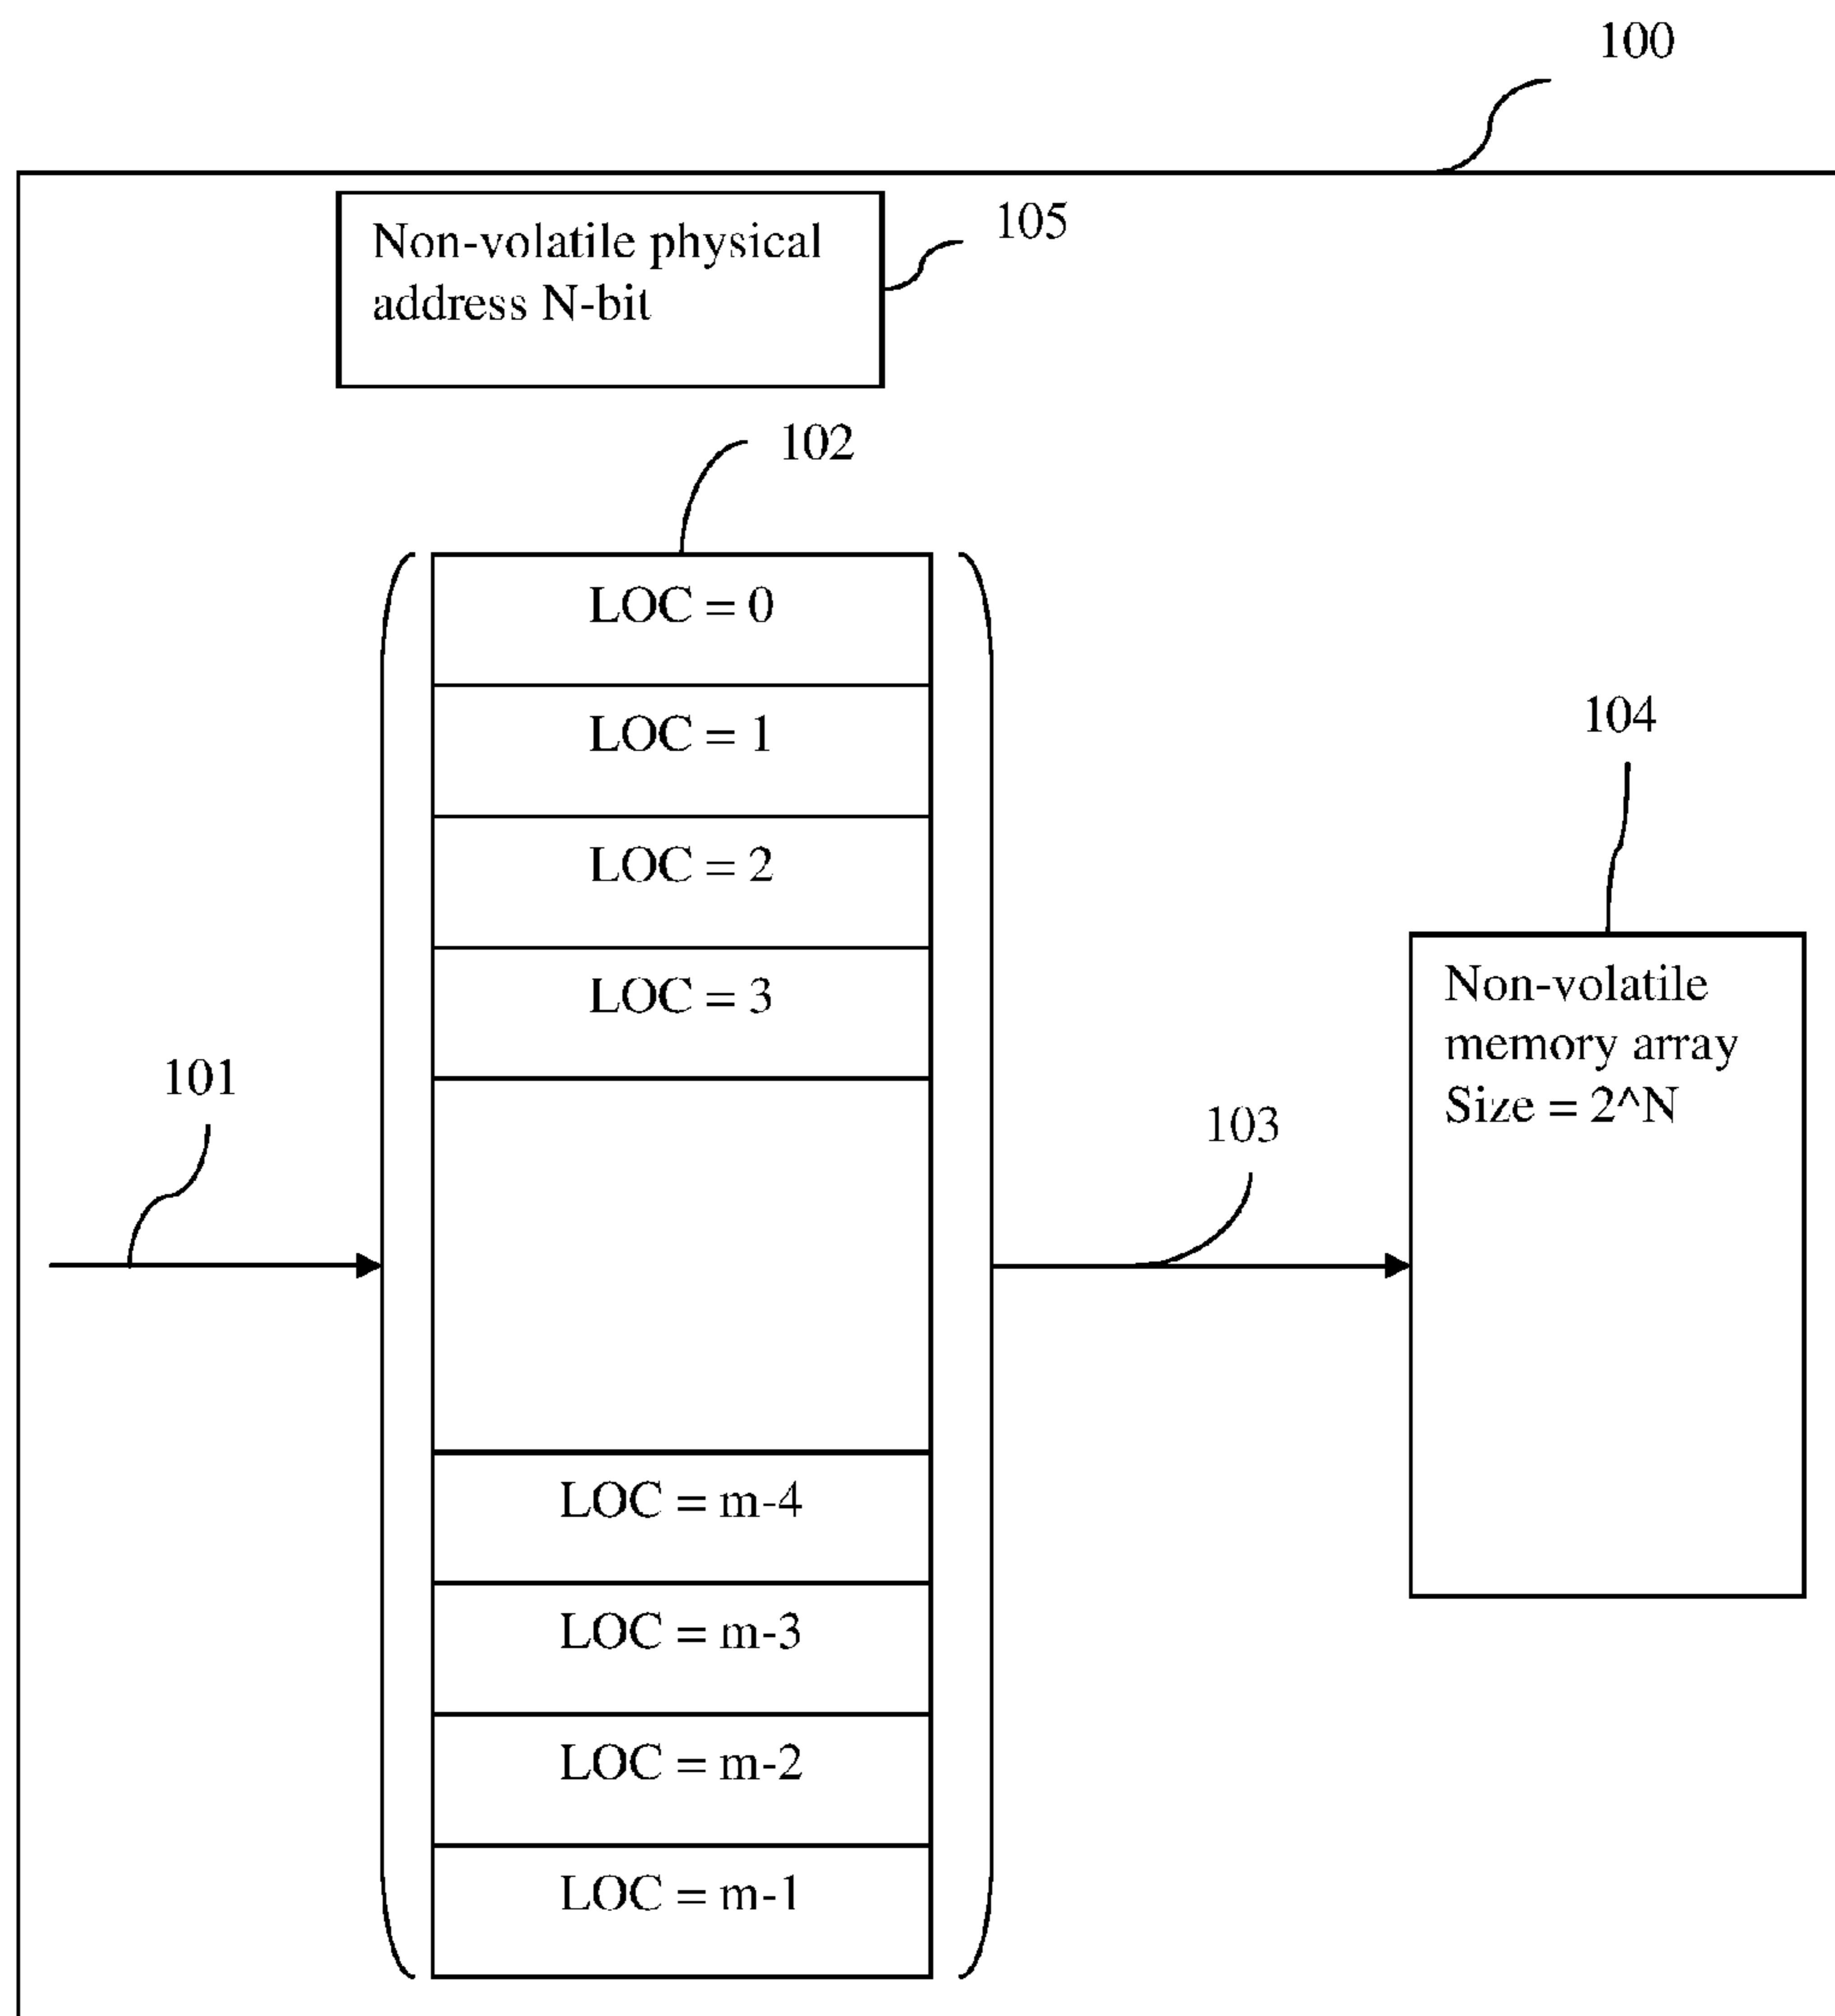 100
Non-volatile physical
address N-bit
105
102
LOC = 0
LOC = 1
LOC = 2
LOC = 3
104
Non-volatile
memory array
Size = 2^N
101
103
LOC = m-4
LOC = m-3
LOC = m-2
LOC = m-1